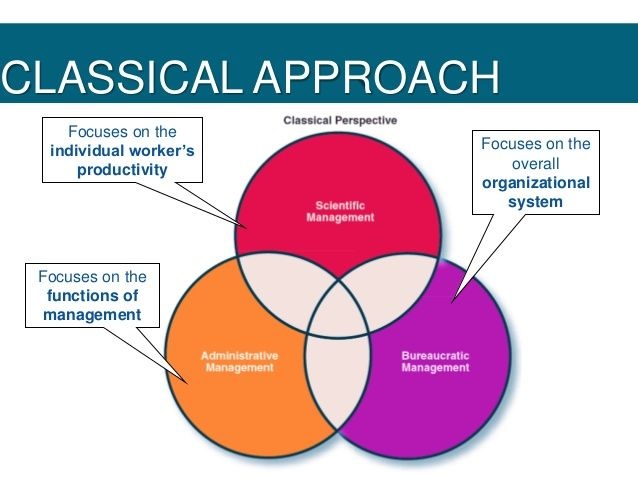 CLASSICAL APPROACH
Classical Perspective
Focuses on the
individual worker's
productivity
Focuses on the
overall
organizational
system
Scientific
Management
Focuses on the
functions of
management
Administrative
Management
Bureaucratic
Management